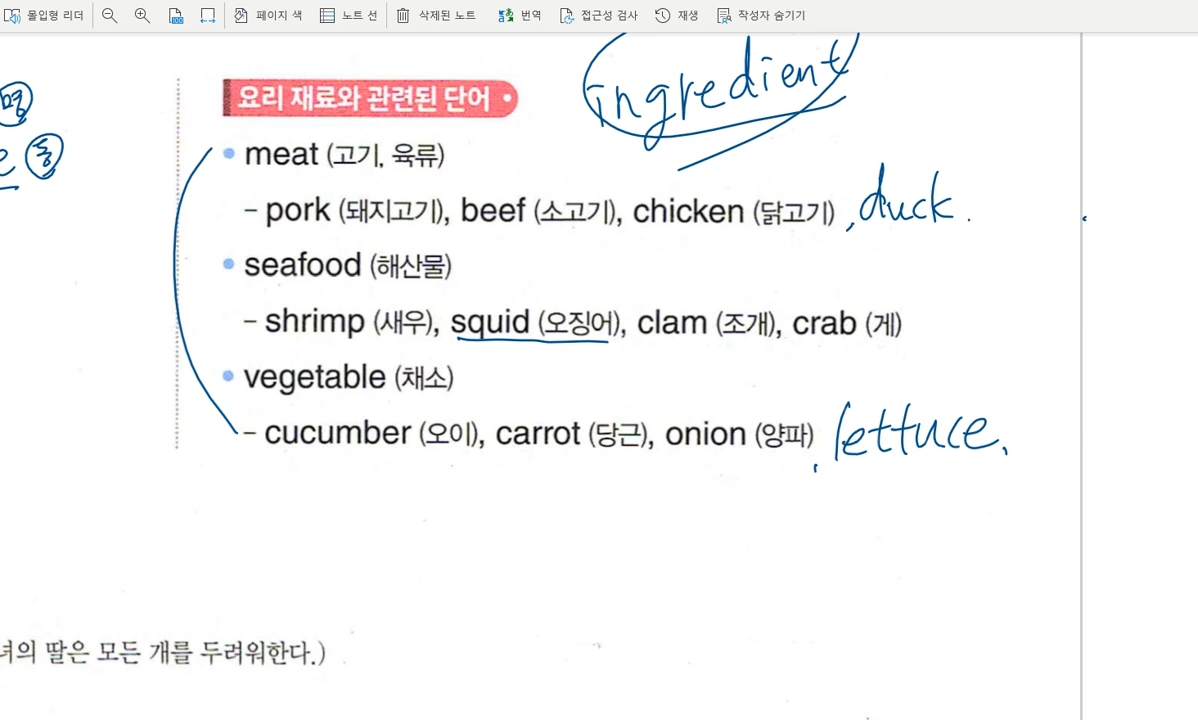 몰입형 리더 페이지 색 노트 선 삭제된 노트 번역 접근성 검사 재생 작성자 숨기기
ingredient
명
요리 재료와 관련된 단어
e 동
• meat (고기, 육류)
– pork (돼지고기), beef (소고기), chicken (닭고기) , duck .
• seafood (해산물)
– shrimp (새우), squid (오징어), clam (조개), crab (게)
• vegetable (채소)
– cucumber (오이), carrot (당근), onion (양파) , lettuce,
녀의 딸은 모든 개를 두려워한다.)